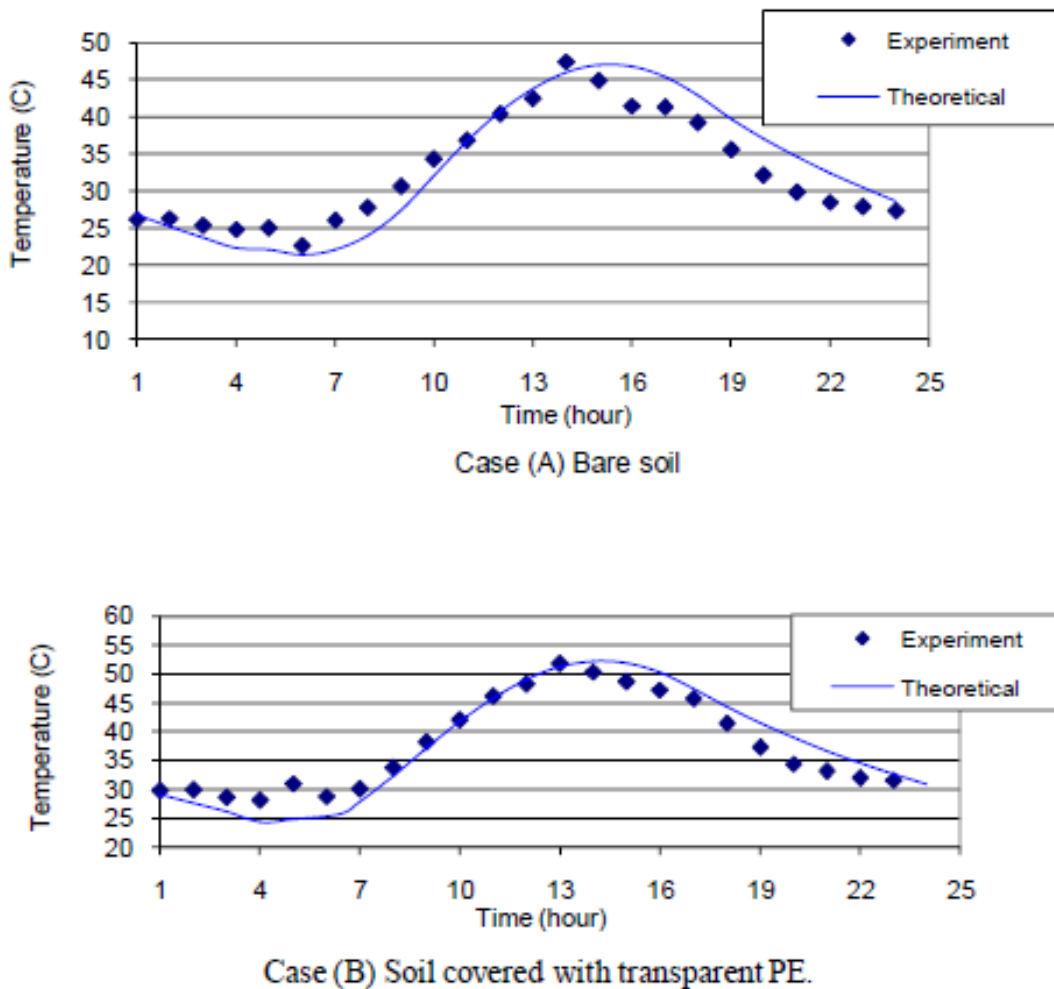 Experiment
Theoretical
Temperature (C)
50
45
40
35
30
25
20
15
10
1 4 7 10 13 16 19 22 25
Time (hour)
Case (A) Bare soil
Experiment
Theoretical
Temperature (C)
60
55
50
45
40
35
30
25
20
1 4 7 10 13 16 19 22 25
Time (hour)
Case (B) Soil covered with transparent PE.